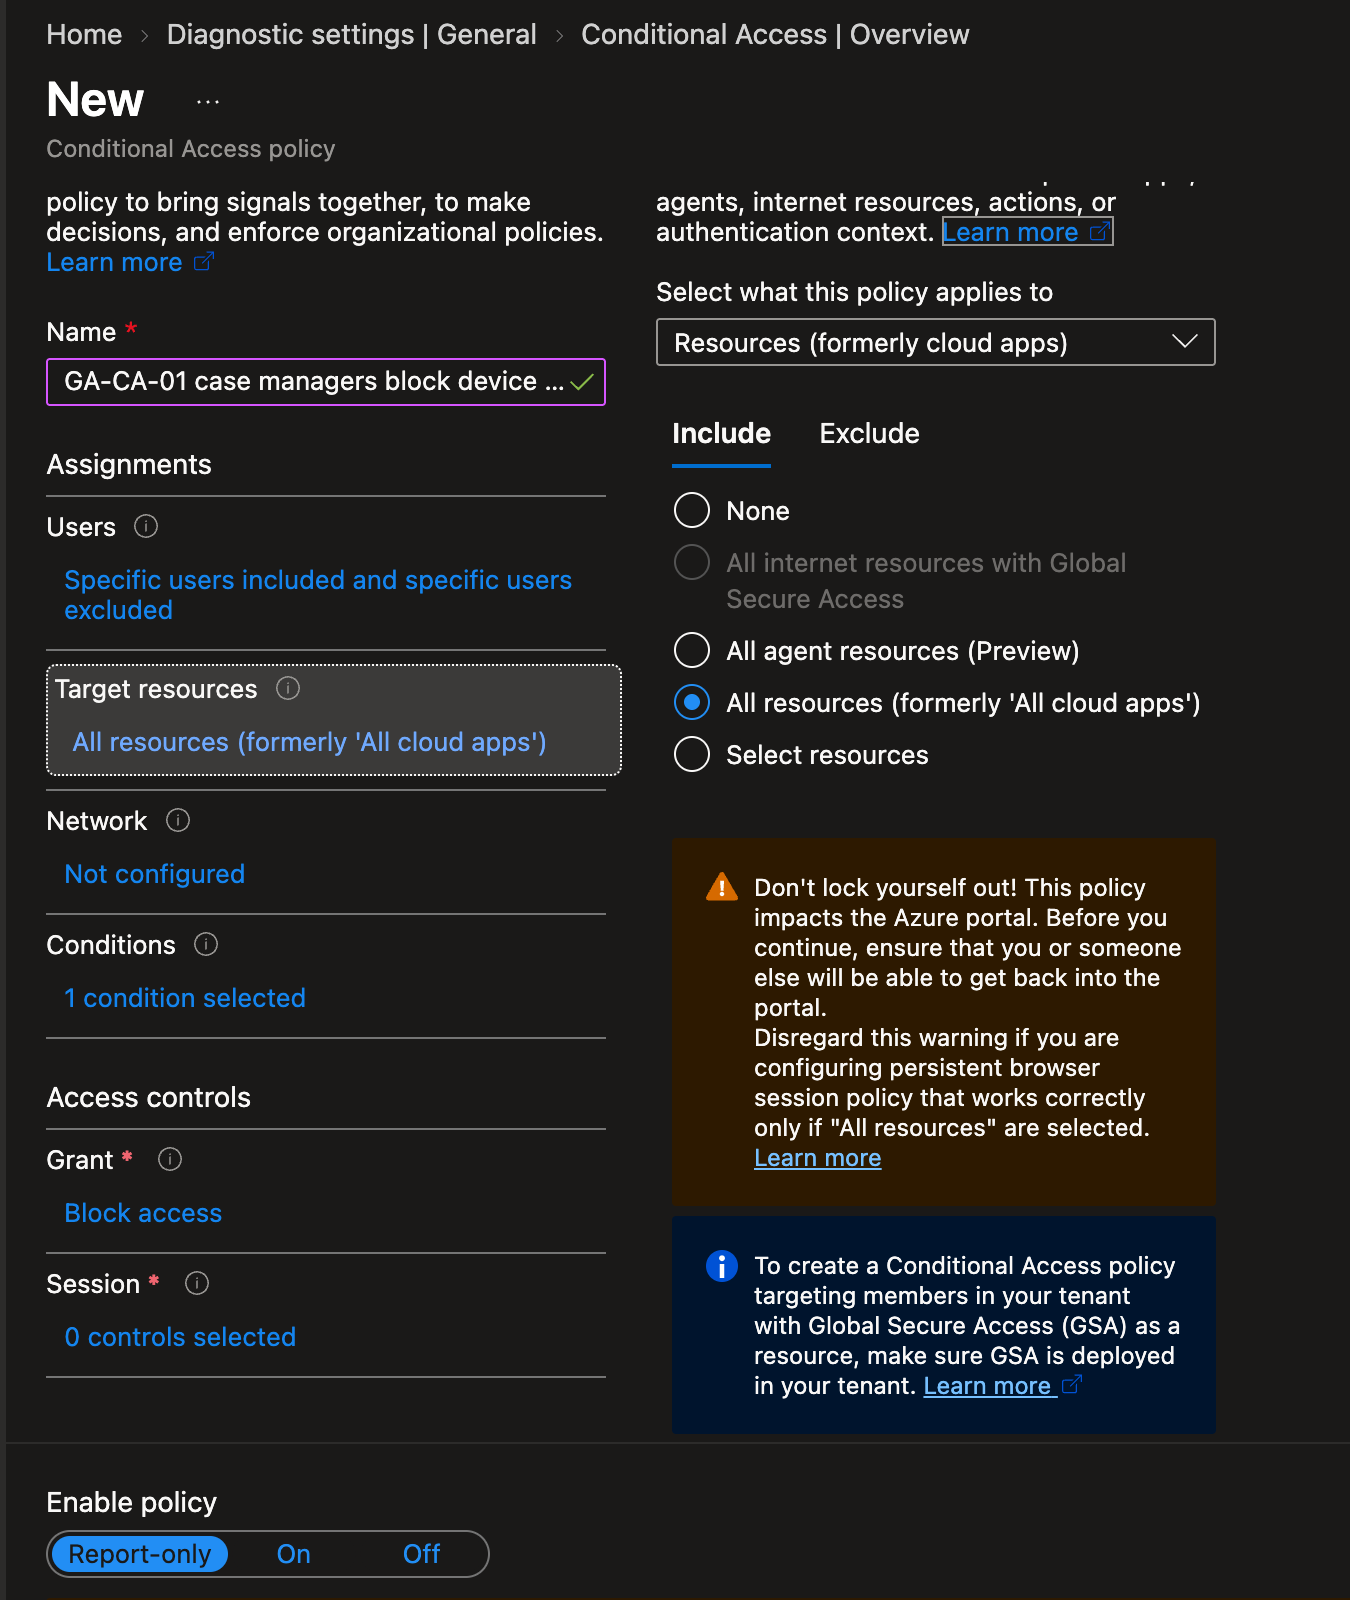 Home > Diagnostic settings | General > Conditional Access | Overview
New ...
Conditional Access policy
policy to bring signals together, to make
decisions, and enforce organizational policies.
Learn more
Name *
GA-CA-01 case managers block device ...
Assignments
Users
Specific users included and specific users
excluded
Target resources
All resources (formerly 'All cloud apps')
Network
Not configured
Conditions
1 condition selected
Access controls
Grant *
Block access
Session *
0 controls selected
agents, internet resources, actions, or
authentication context. Learn more
Select what this policy applies to
Resources (formerly cloud apps)
Include Exclude
None
All internet resources with Global
Secure Access
All agent resources (Preview)
All resources (formerly 'All cloud apps')
Select resources
Don't lock yourself out! This policy
impacts the Azure portal. Before you
continue, ensure that you or someone
else will be able to get back into the
portal.
Disregard this warning if you are
configuring persistent browser
session policy that works correctly
only if "All resources" are selected.
Learn more
To create a Conditional Access policy
targeting members in your tenant
with Global Secure Access (GSA) as a
resource, make sure GSA is deployed
in your tenant. Learn more
Enable policy
Report-only On Off